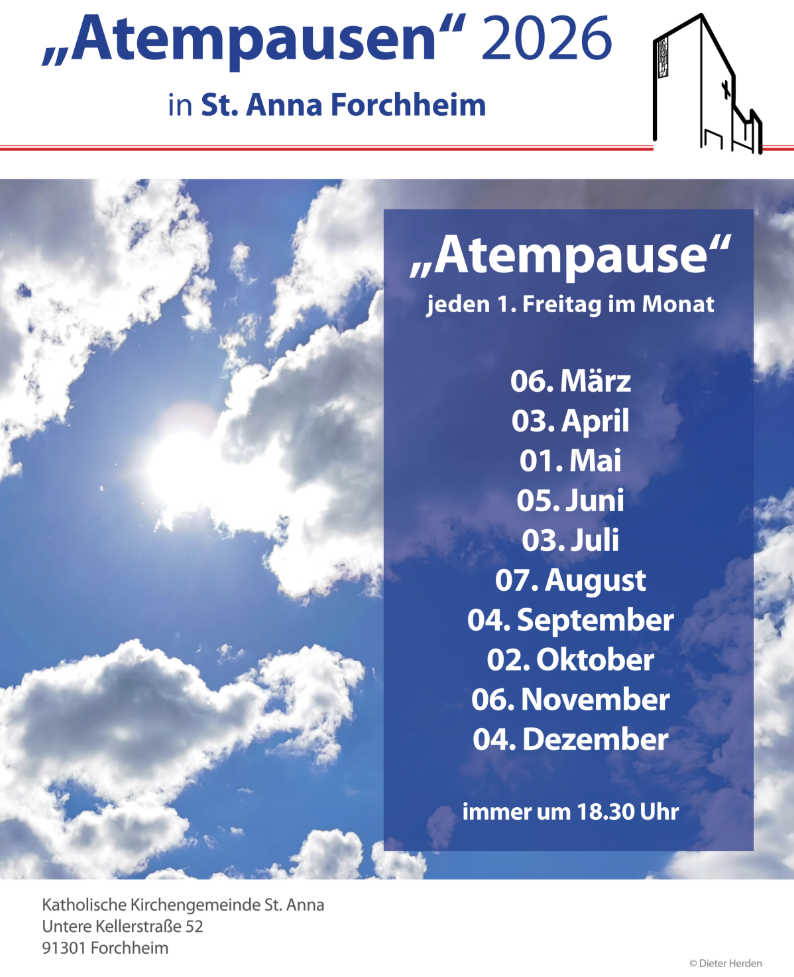 „Atempausen“ 2026
in St. Anna Forchheim
„Atempause“
jeden 1. Freitag im Monat
06. März
03. April
01. Mai
05. Juni
03. Juli
07. August
04. September
02. Oktober
06. November
04. Dezember
immer um 18.30 Uhr
Katholische Kirchengemeinde St. Anna
Untere Kellerstraße 52
91301 Forchheim
© Dieter Herden